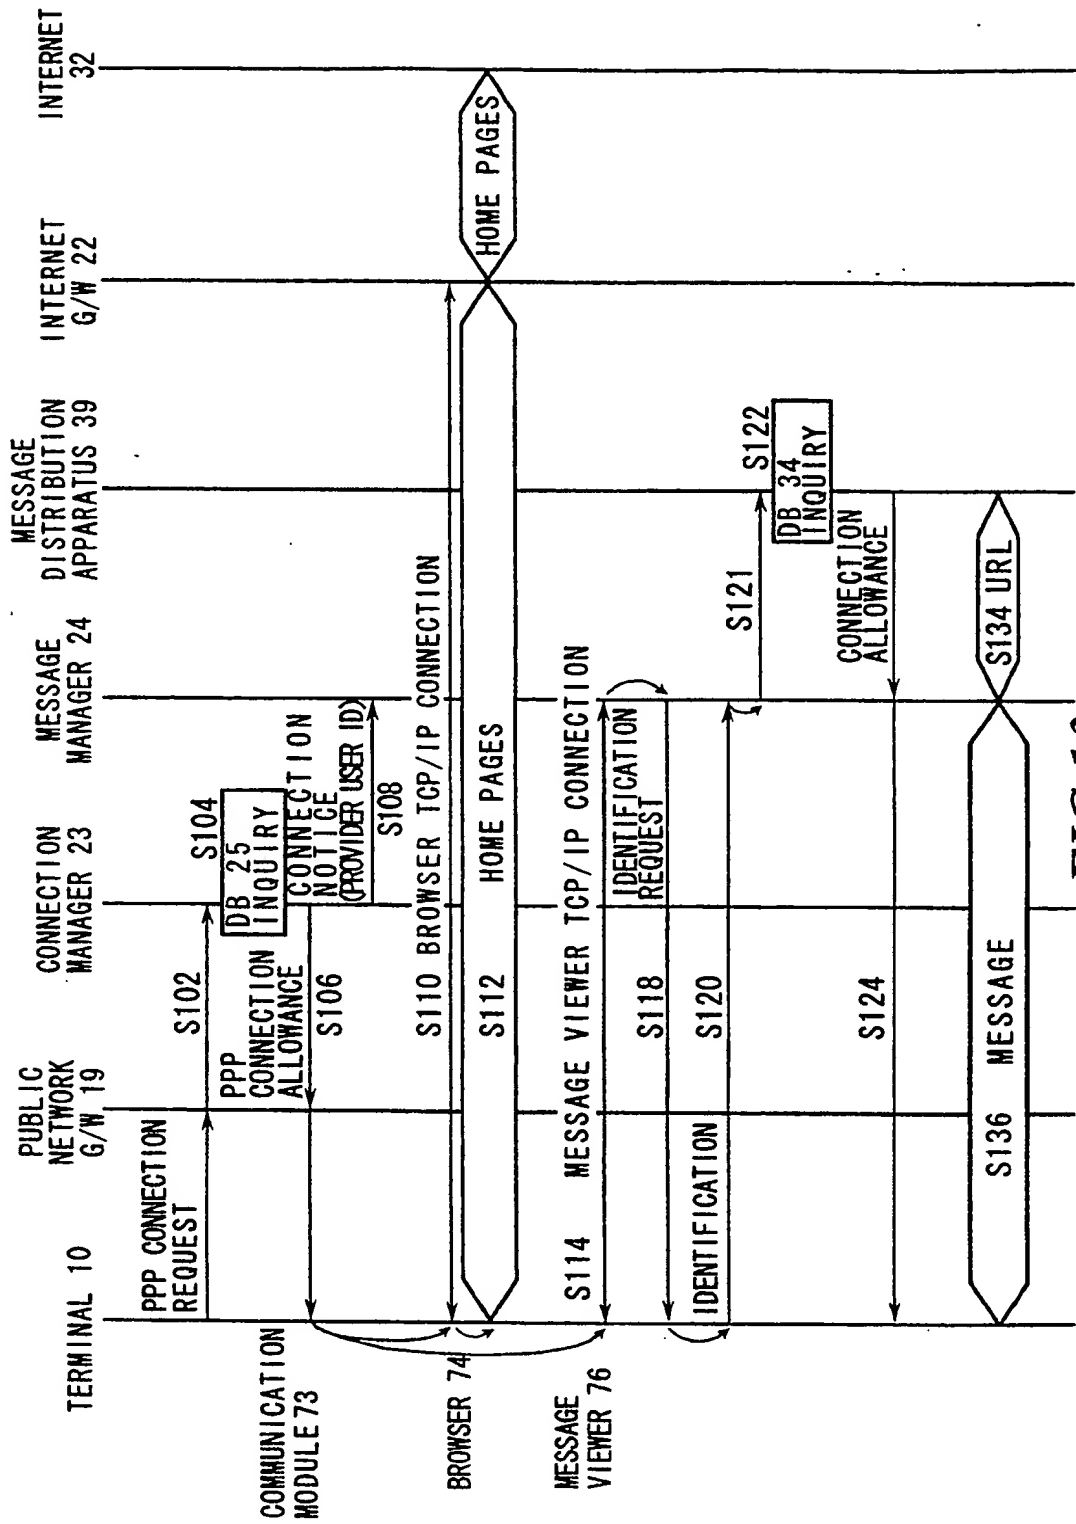 TERMINAL 10
PUBLIC
NETWORK
G/W 19
CONNECTION
MANAGER 23
MESSAGE
MANAGER 24
MESSAGE
DISTRIBUTION
APPARATUS 39
INTERNET
G/W 22
INTERNET
32
PPP CONNECTION
REQUEST
S102
S104
DB 25
INQUIRY
COMMUNICATION
MODULE 73
PPP
CONNECTION
ALLOWANCE
S106
CONNECTION
NOTICE
(PROVIDER USER ID)
S108
BROWSER 74
S110 BROWSER TCP/IP CONNECTION
S112
HOME PAGES
HOME PAGES
MESSAGE
VIEWER 76
S114
MESSAGE VIEWER TCP/IP CONNECTION
IDENTIFICATION
REQUEST
S118
IDENTIFICATION
S120
S121
S122
DB 34
INQUIRY
CONNECTION
ALLOWANCE
S124
S134 URL
S136
MESSAGE